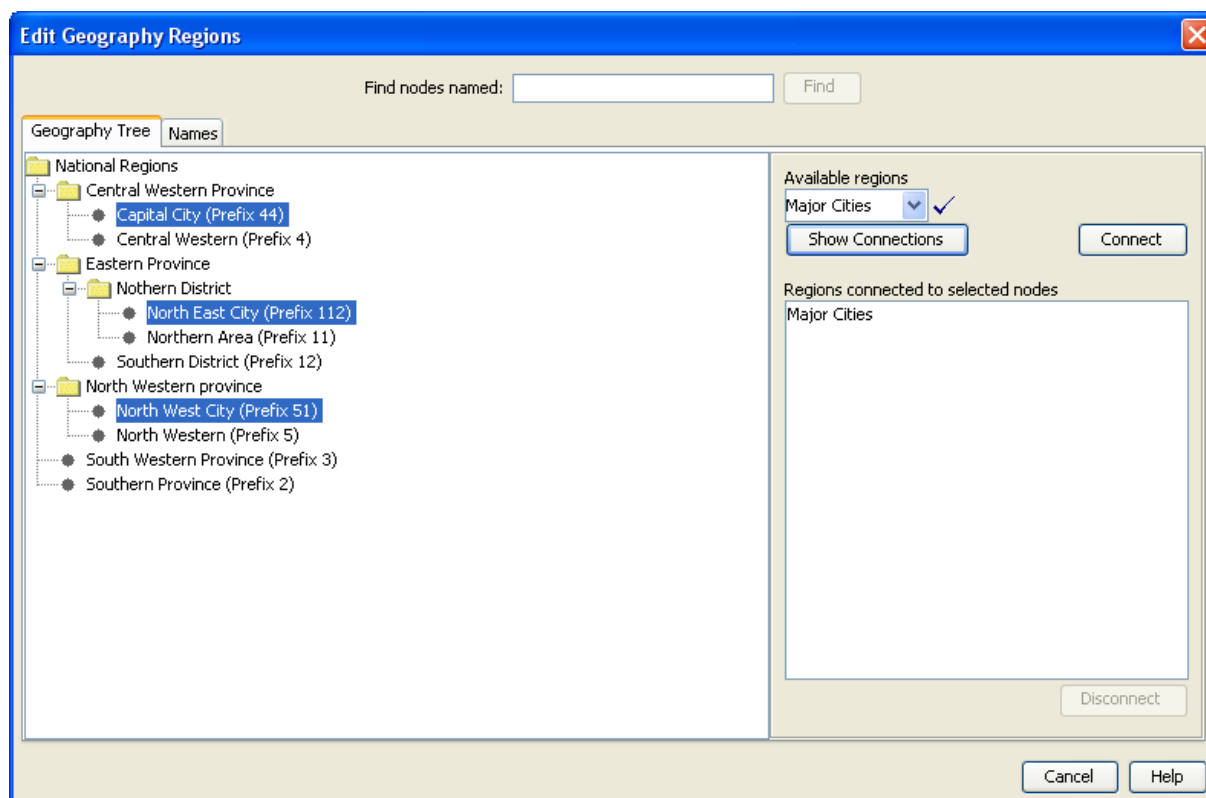 Edit Geography Regions
Find nodes named:
Find
Geography Tree
Names
National Regions
Central Western Province
Capital City (Prefix 44)
Central Western (Prefix 4)
Eastern Province
Nothern District
North East City (Prefix 112)
Northern Area (Prefix 11)
Southern District (Prefix 12)
North Western province
North West City (Prefix 51)
North Western (Prefix 5)
South Western Province (Prefix 3)
Southern Province (Prefix 2)
Available regions
Major Cities
Show Connections
Connect
Regions connected to selected nodes
Major Cities
Disconnect
Cancel
Help